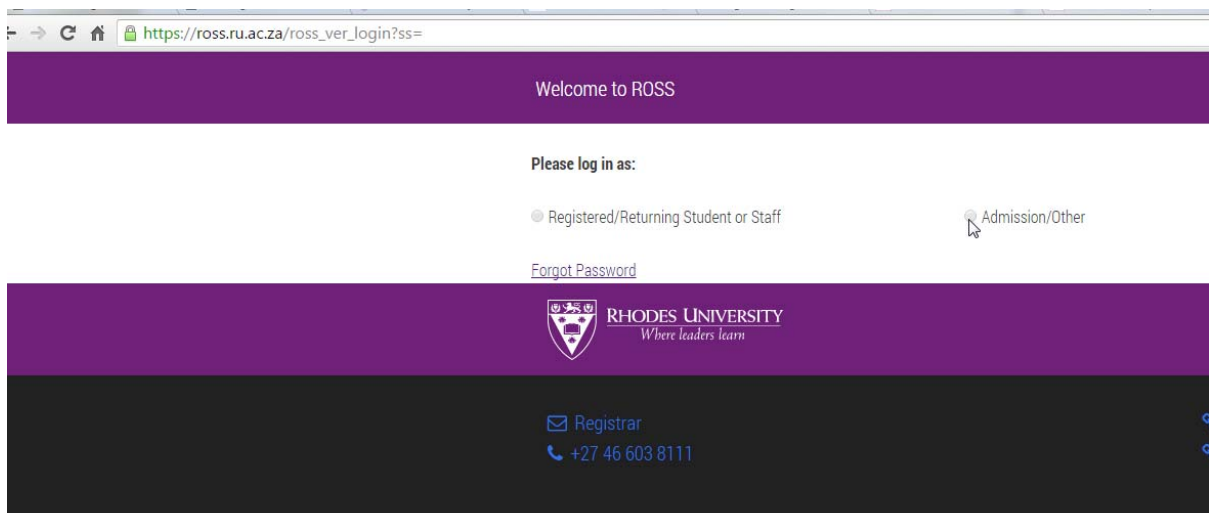 https://ross.ru.ac.za/ross_ver_login?ss=
Welcome to ROSS
Please log in as:
Registered/Returning Student or Staff Admission/Other
Forgot Password
RHODES UNIVERSITY
Where leaders learn
Registrar
+27 46 603 8111